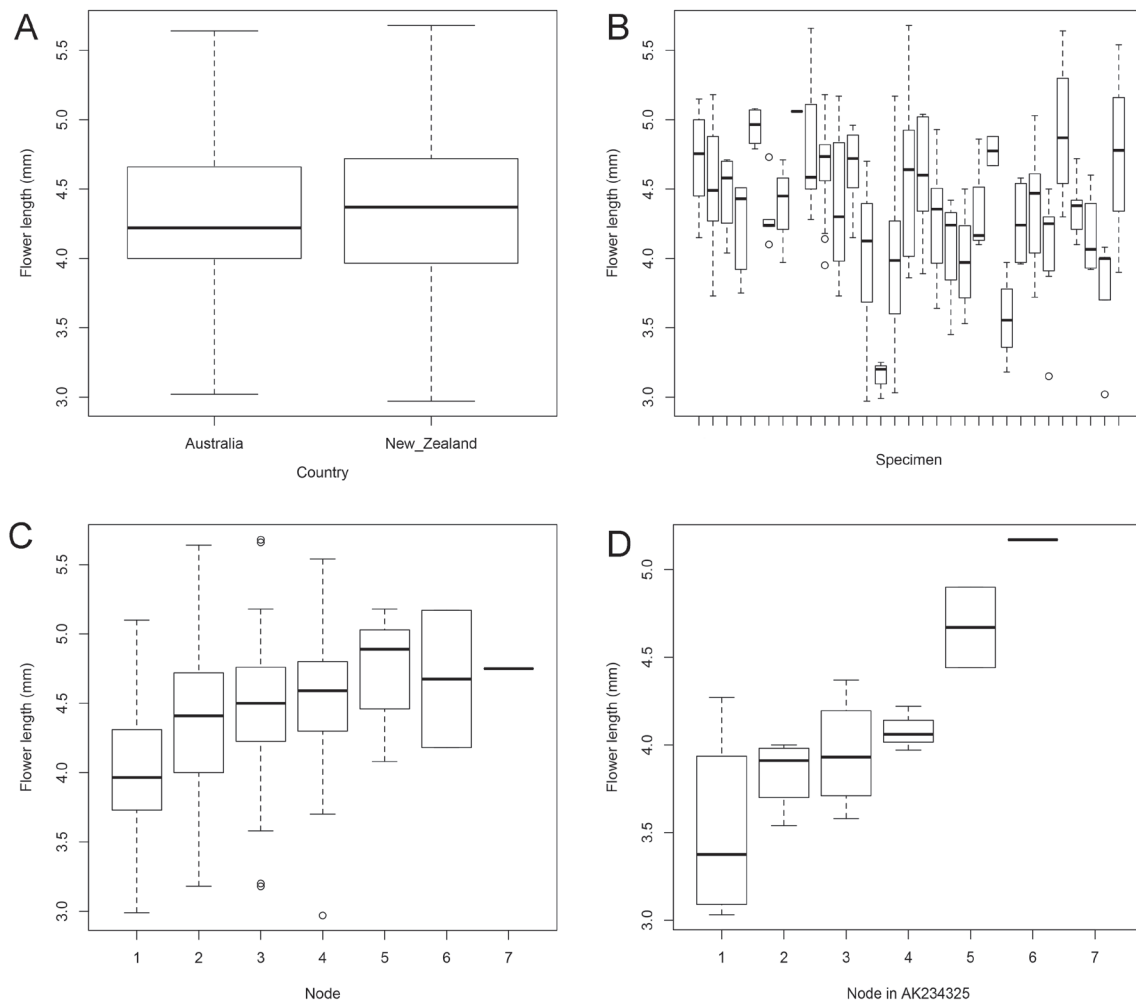 A
Flower length (mm)
5.5
5.0
4.5
4.0
3.5
3.0
Australia
New_Zealand
Country
B
Flower length (mm)
5.5
5.0
4.5
4.0
3.5
3.0
Specimen
C
Flower length (mm)
5.5
5.0
4.5
4.0
3.5
3.0
1 2 3 4 5 6 7
Node
D
Flower length (mm)
5.0
4.5
4.0
3.5
3.0
1 2 3 4 5 6 7
Node in AK234325